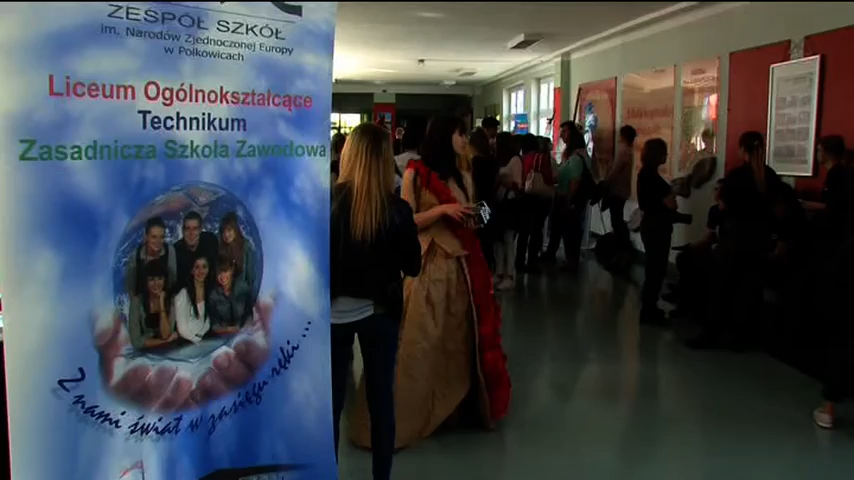 ZESPÓŁ SZKÓŁ
im. Narodów Zjednoczonej Europy
w Polkowicach
Liceum Ogólnokształcące
Technikum
Zasadnicza Szkoła Zawodowa
Z nami świat w zasięgu ręki ...